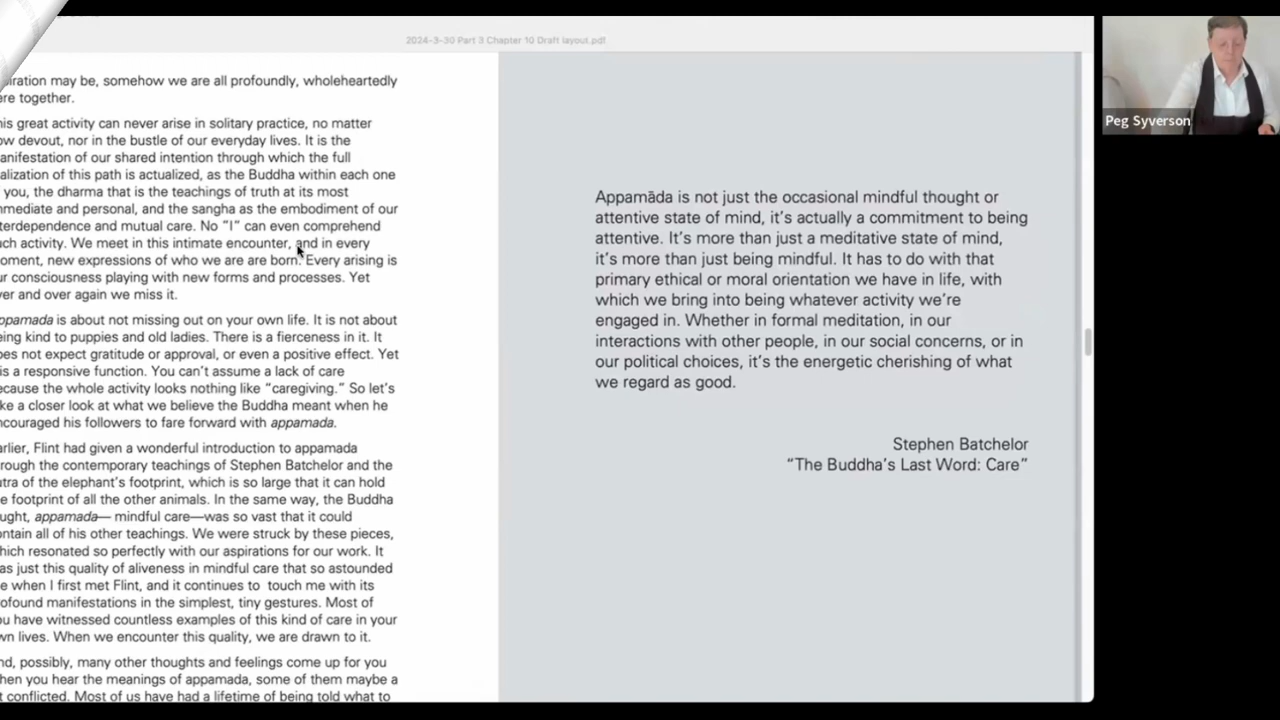 2024-3-30 Part 3 Chapter 10 Draft layout.pdf
iration may be, somehow we are all profoundly, wholeheartedly
ere together.
his great activity can never arise in solitary practice, no matter
ow devout, nor in the bustle of our everyday lives. It is the
anifestation of our shared intention through which the full
alization of this path is actualized, as the Buddha within each one
you, the dharma that is the teachings of truth at its most
mmediate and personal, and the sangha as the embodiment of our
terdependence and mutual care. No “I” can even comprehend
uch activity. We meet in this intimate encounter, and in every
oment, new expressions of who we are are born. Every arising is
ur consciousness playing with new forms and processes. Yet
ver and over again we miss it.
ppamada is about not missing out on your own life. It is not about
eing kind to puppies and old ladies. There is a fierceness in it. It
oes not expect gratitude or approval, or even a positive effect. Yet
is a responsive function. You can’t assume a lack of care
ecause the whole activity looks nothing like “caregiving.” So let’s
ke a closer look at what we believe the Buddha meant when he
ncouraged his followers to fare forward with appamada.
arlier, Flint had given a wonderful introduction to appamada
rough the contemporary teachings of Stephen Batchelor and the
utra of the elephant’s footprint, which is so large that it can hold
e footprint of all the other animals. In the same way, the Buddha
ught, appamada— mindful care—was so vast that it could
ontain all of his other teachings. We were struck by these pieces,
hich resonated so perfectly with our aspirations for our work. It
as just this quality of aliveness in mindful care that so astounded
e when I first met Flint, and it continues to touch me with its
ofound manifestations in the simplest, tiny gestures. Most of
ou have witnessed countless examples of this kind of care in your
wn lives. When we encounter this quality, we are drawn to it.
nd, possibly, many other thoughts and feelings come up for you
hen you hear the meanings of appamada, some of them maybe a
t conflicted. Most of us have had a lifetime of being told what to
Appamāda is not just the occasional mindful thought or
attentive state of mind, it’s actually a commitment to being
attentive. It’s more than just a meditative state of mind,
it’s more than just being mindful. It has to do with that
primary ethical or moral orientation we have in life, with
which we bring into being whatever activity we’re
engaged in. Whether in formal meditation, in our
interactions with other people, in our social concerns, or in
our political choices, it’s the energetic cherishing of what
we regard as good.
Stephen Batchelor
“The Buddha’s Last Word: Care”
Peg Syverson